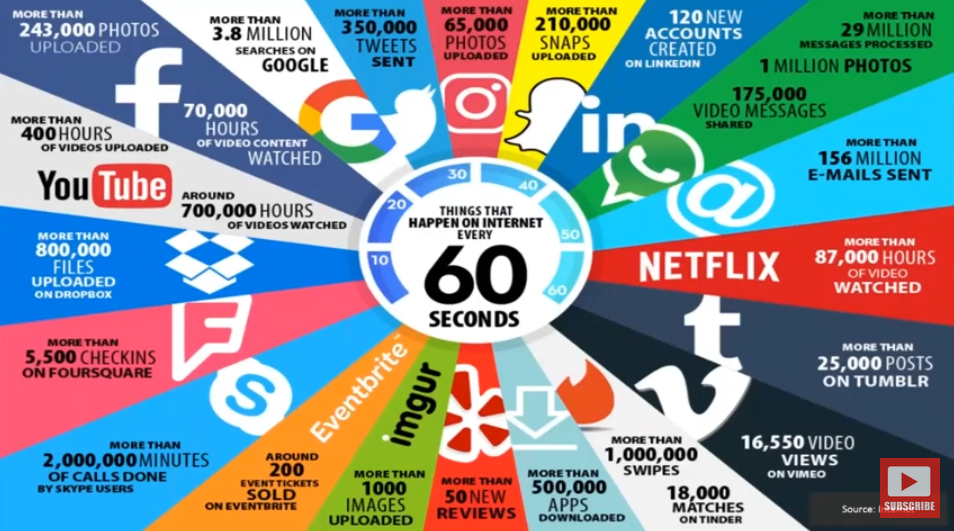 MORE THAN
243,000 PHOTOS
UPLOADED
70,000
HOURS
OF VIDEO CONTENT
WATCHED
MORE THAN
3.8 MILLION
SEARCHES ON
GOOGLE
MORE THAN
350,000
TWEETS
SENT
MORE THAN
65,000
PHOTOS
UPLOADED
MORE THAN
210,000
SNAPS
UPLOADED
120 NEW
ACCOUNTS
CREATED
ON LINKEDIN
in
MORE THAN
29 MILLION
MESSAGES PROCESSED
1 MILLION PHOTOS
175,000
VIDEO MESSAGES
SHARED
MORE THAN
156 MILLION
E-MAILS SENT
@
NETFLIX
MORE THAN
87,000 HOURS
OF VIDEO
WATCHED
t
MORE THAN
25,000 POSTS
ON TUMBLR
v
16,550 VIDEO
VIEWS
ON VIMEO
MORE THAN
1,000,000
SWIPES
18,000
MATCHES
ON TINDER
MORE THAN
500,000
APPS
DOWNLOADED
MORE THAN
50 NEW
REVIEWS
imgur
MORE THAN
1000
IMAGES
UPLOADED
Eventbrite™
AROUND
200
EVENT TICKETS
SOLD
ON EVENTBRITE
S
MORE THAN
2,000,000 MINUTES
OF CALLS DONE
BY SKYPE USERS
F
MORE THAN
5,500 CHECKINS
ON FOURSQUARE
MORE THAN
800,000
FILES
UPLOADED
ON DROPBOX
MORE THAN
400 HOURS
OF VIDEOS UPLOADED
YouTube
AROUND
700,000 HOURS
OF VIDEOS WATCHED
f
G
10
20
30
40
50
60
THINGS THAT
HAPPEN ON INTERNET
EVERY
60
SECONDS
Source:
SUBSCRIBE